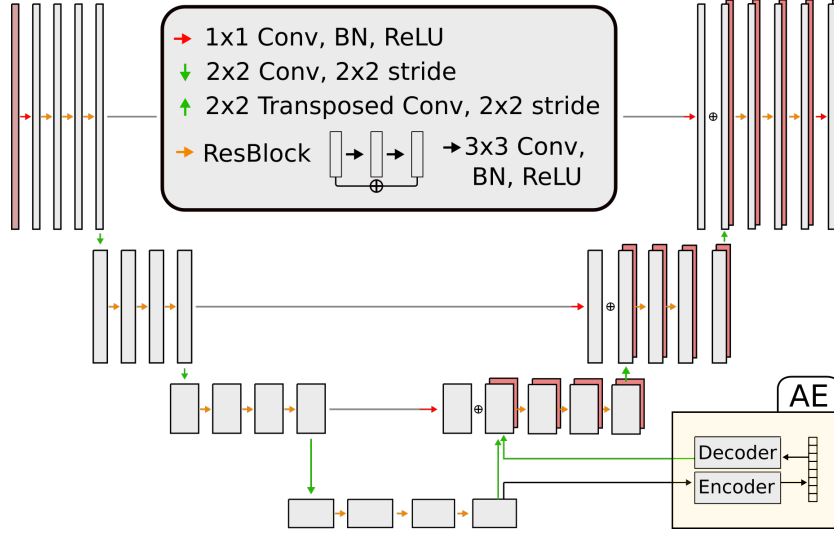 1x1 Conv, BN, ReLU
2x2 Conv, 2x2 stride
2x2 Transposed Conv, 2x2 stride
ResBlock
3x3 Conv,
BN, ReLU
AE
Decoder
Encoder